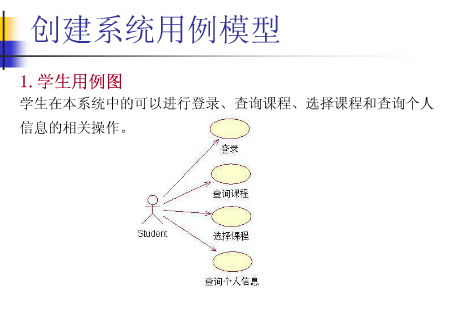 创建系统用例模型
1. 学生用例图
学生在本系统中的可以进行登录、查询课程、选择课程和查询个人
信息的相关操作。
登录
查询课程
Student
选择课程
查询个人信息